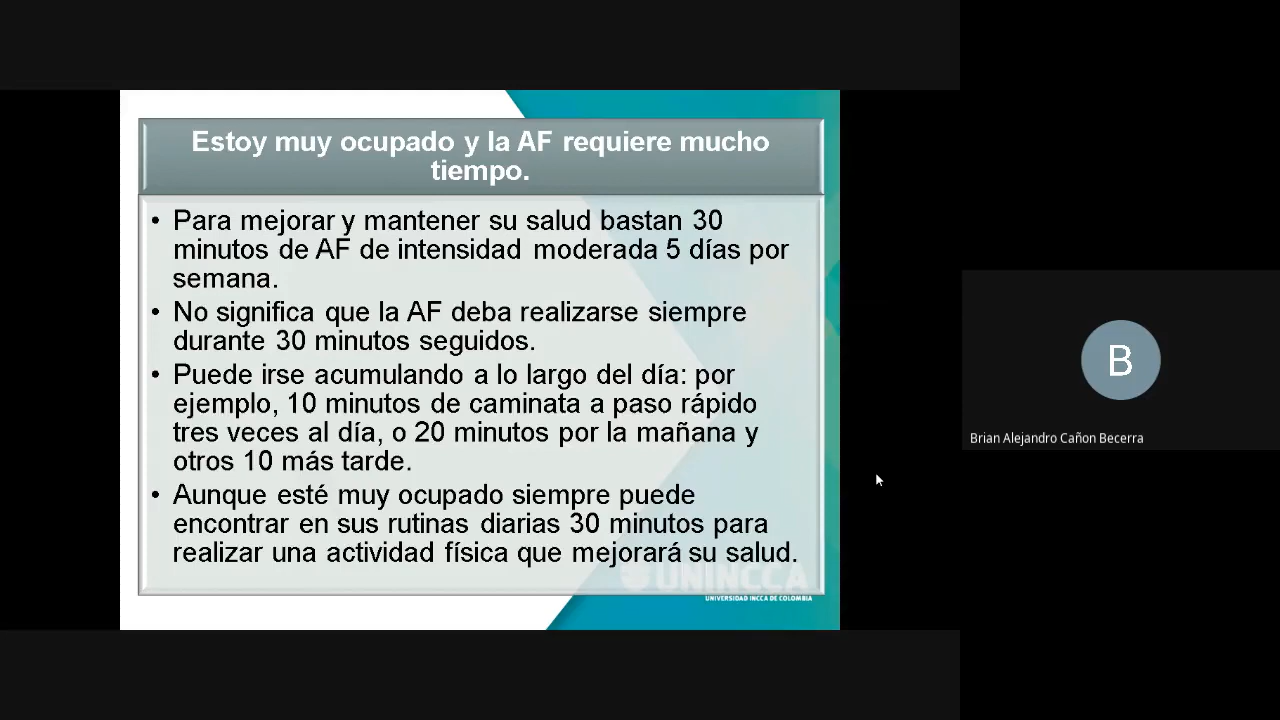 Estoy muy ocupado y la AF requiere mucho
tiempo.
• Para mejorar y mantener su salud bastan 30
minutos de AF de intensidad moderada 5 días por
semana.
• No significa que la AF deba realizarse siempre
durante 30 minutos seguidos.
• Puede irse acumulando a lo largo del día: por
ejemplo, 10 minutos de caminata a paso rápido
tres veces al día, o 20 minutos por la mañana y
otros 10 más tarde.
• Aunque esté muy ocupado siempre puede
encontrar en sus rutinas diarias 30 minutos para
realizar una actividad física que mejorará su salud.
UNINCCA
UNIVERSIDAD INCCA DE COLOMBIA
B
Brian Alejandro Cañon Becerra